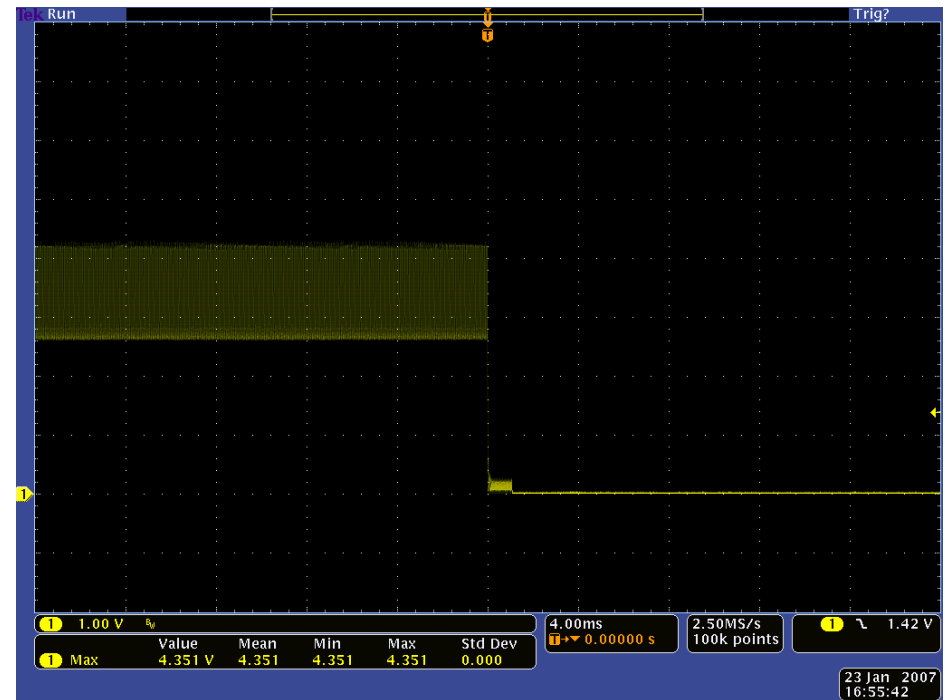 Tek Run Trig?
T
T
1
1 1.00 V BW 4.00ms 2.50MS/s 1 1.42 V
T 0.00000 s 100k points
Value Mean Min Max Std Dev
1 Max 4.351 V 4.351 4.351 4.351 0.000
23 Jan 2007
16:55:42